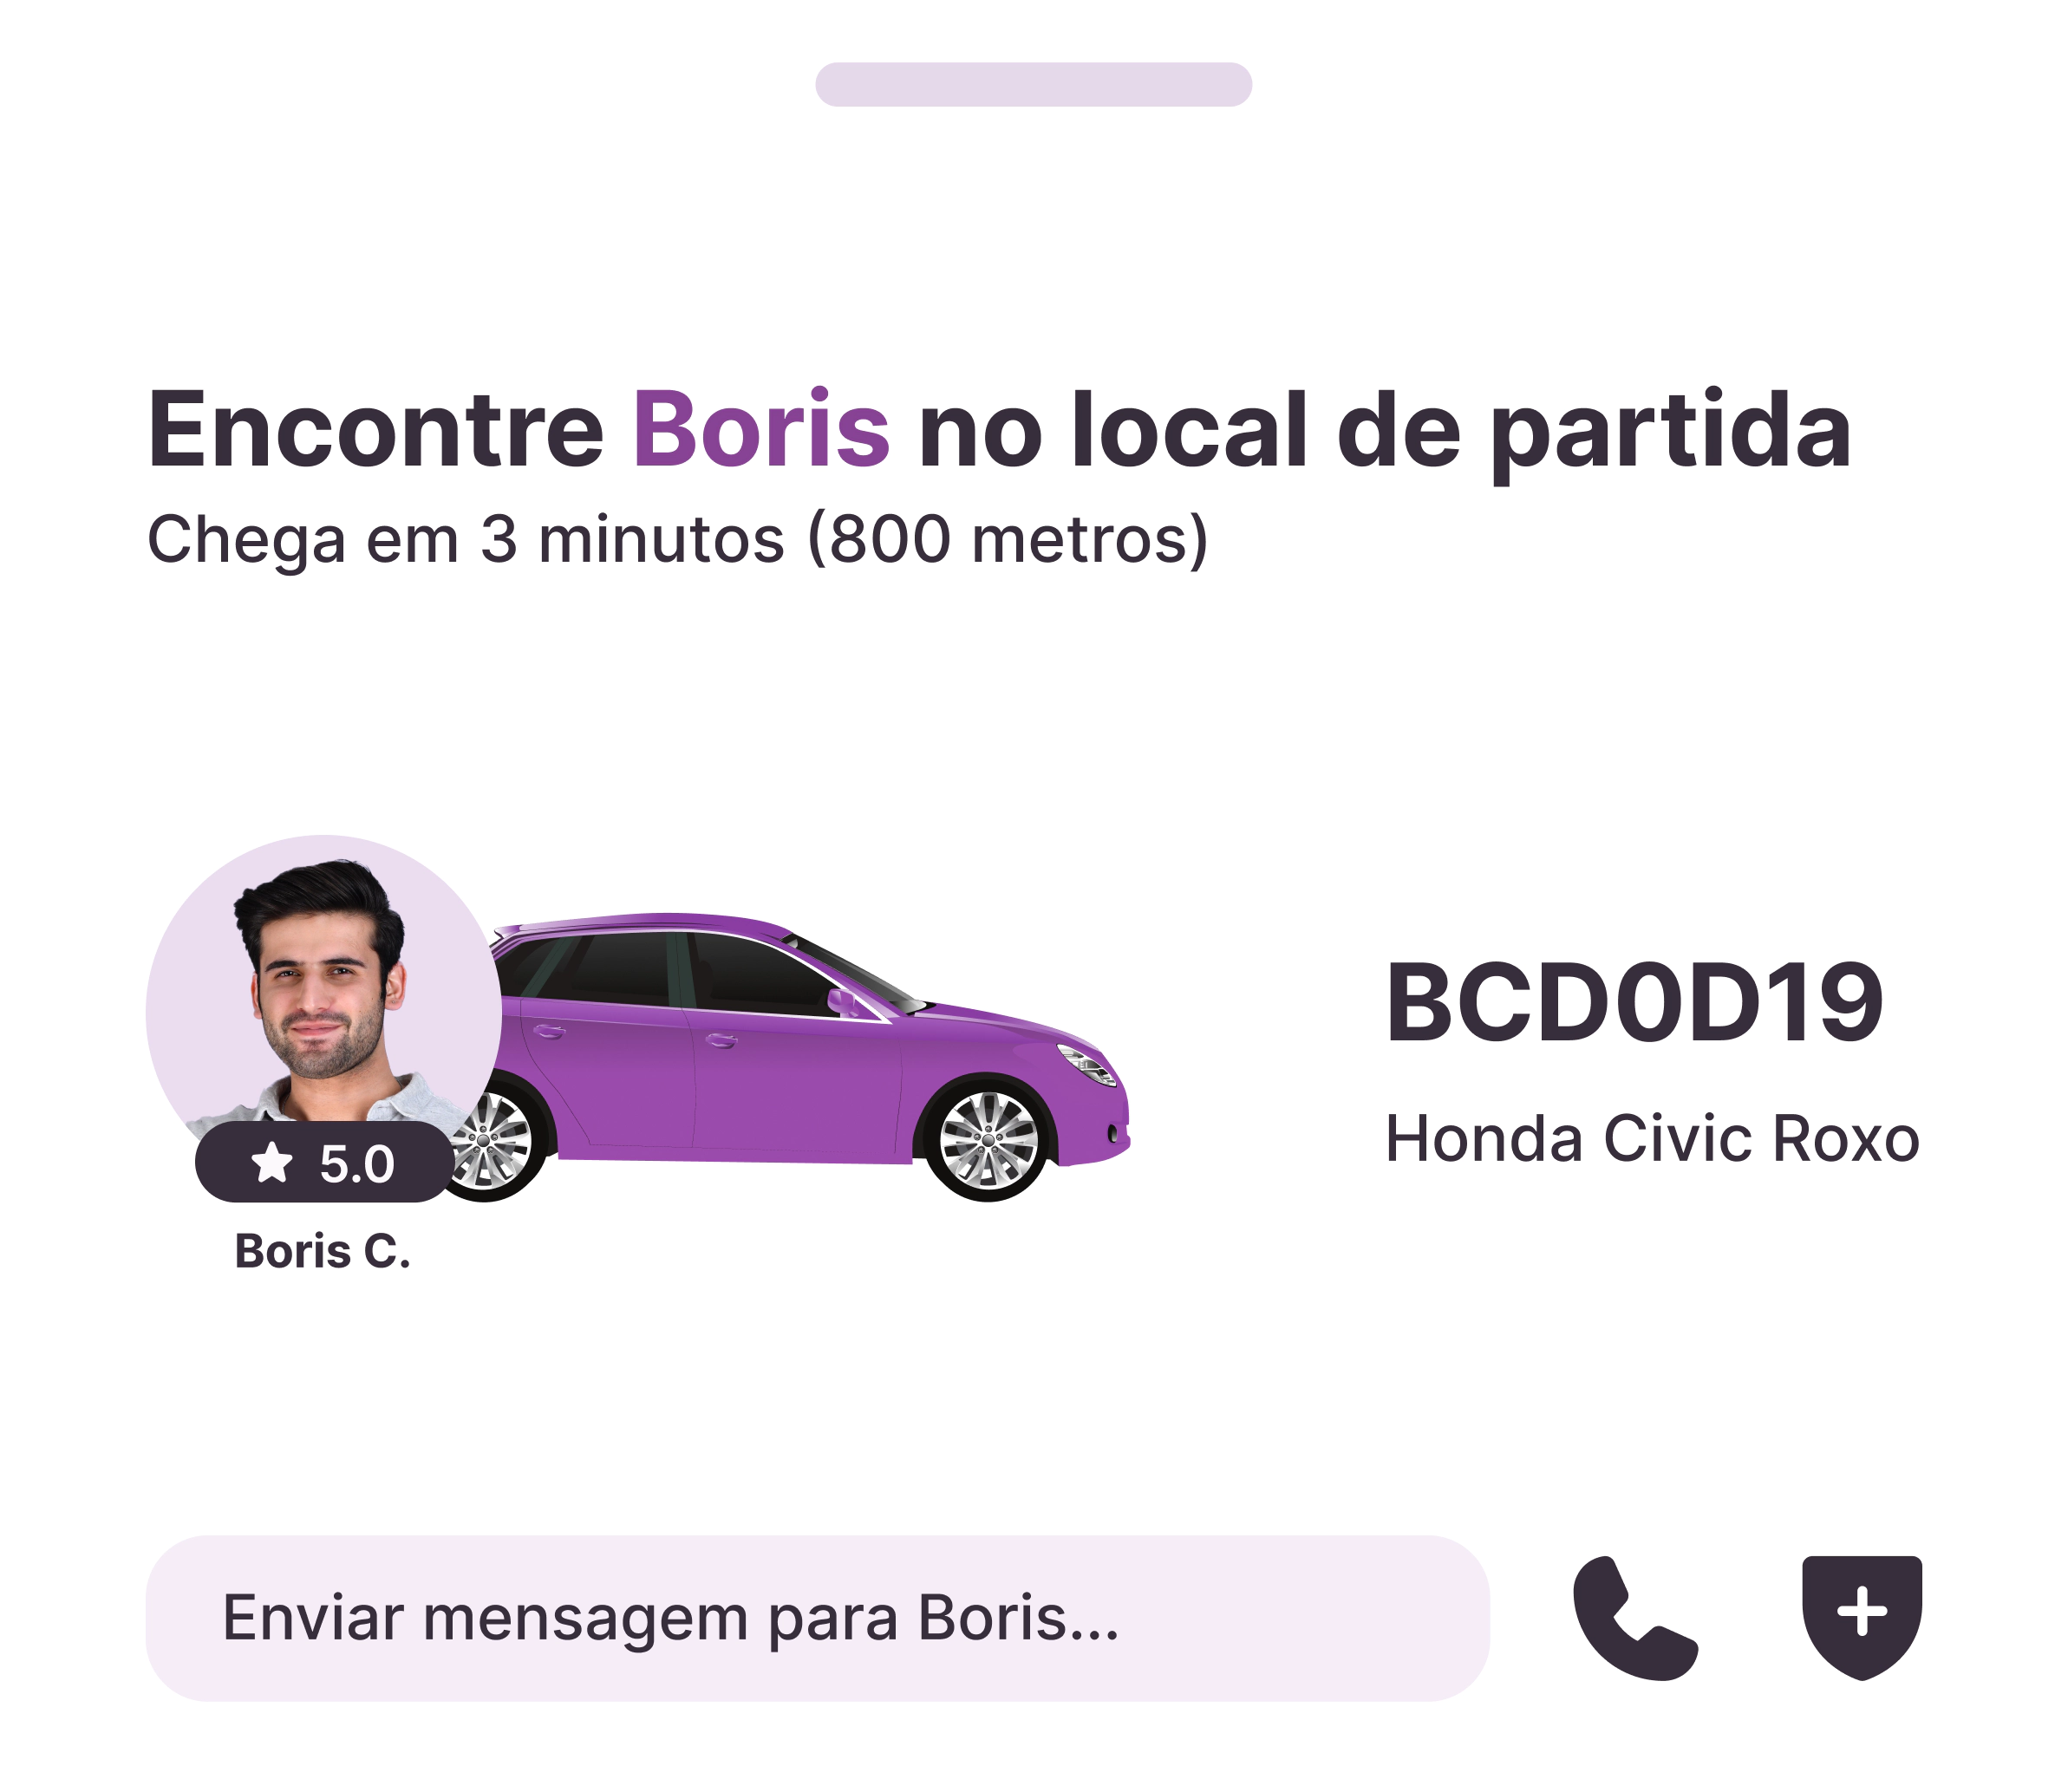 Encontre Boris no local de partida
Chega em 3 minutos (800 metros)
BCD0D19
Honda Civic Roxo
5.0
Boris C.
Enviar mensagem para Boris...